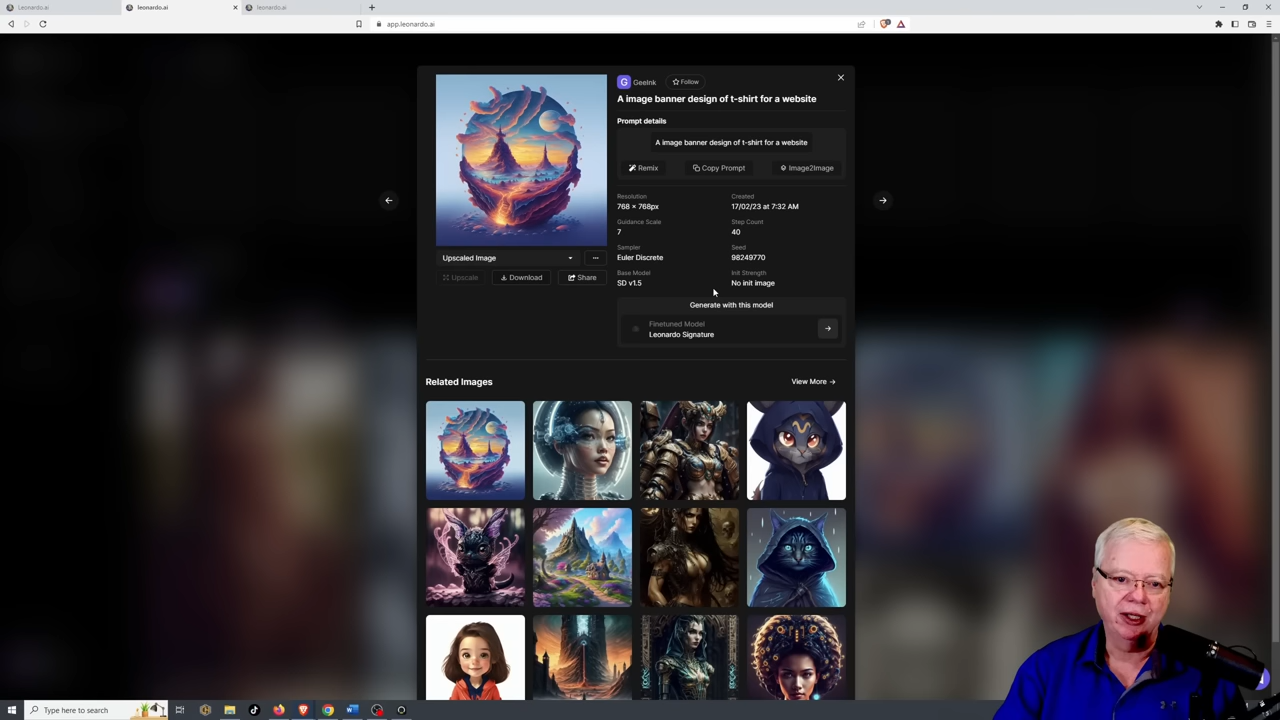 leonardo.ai
leonardo.ai
leonardo.ai
app.leonardo.ai
G GeeInk
Follow
A image banner design of t-shirt for a website
Prompt details
A image banner design of t-shirt for a website
Remix
Copy Prompt
Image2Image
Resolution
768 × 768px
Created
17/02/23 at 7:32 AM
Guidance Scale
7
Step Count
40
Sampler
Euler Discrete
Seed
98249770
Base Model
SD v1.5
Init Strength
No init image
Upscaled Image
Upscale
Download
Share
Generate with this model
Finetuned Model
Leonardo Signature
Related Images
View More
Type here to search